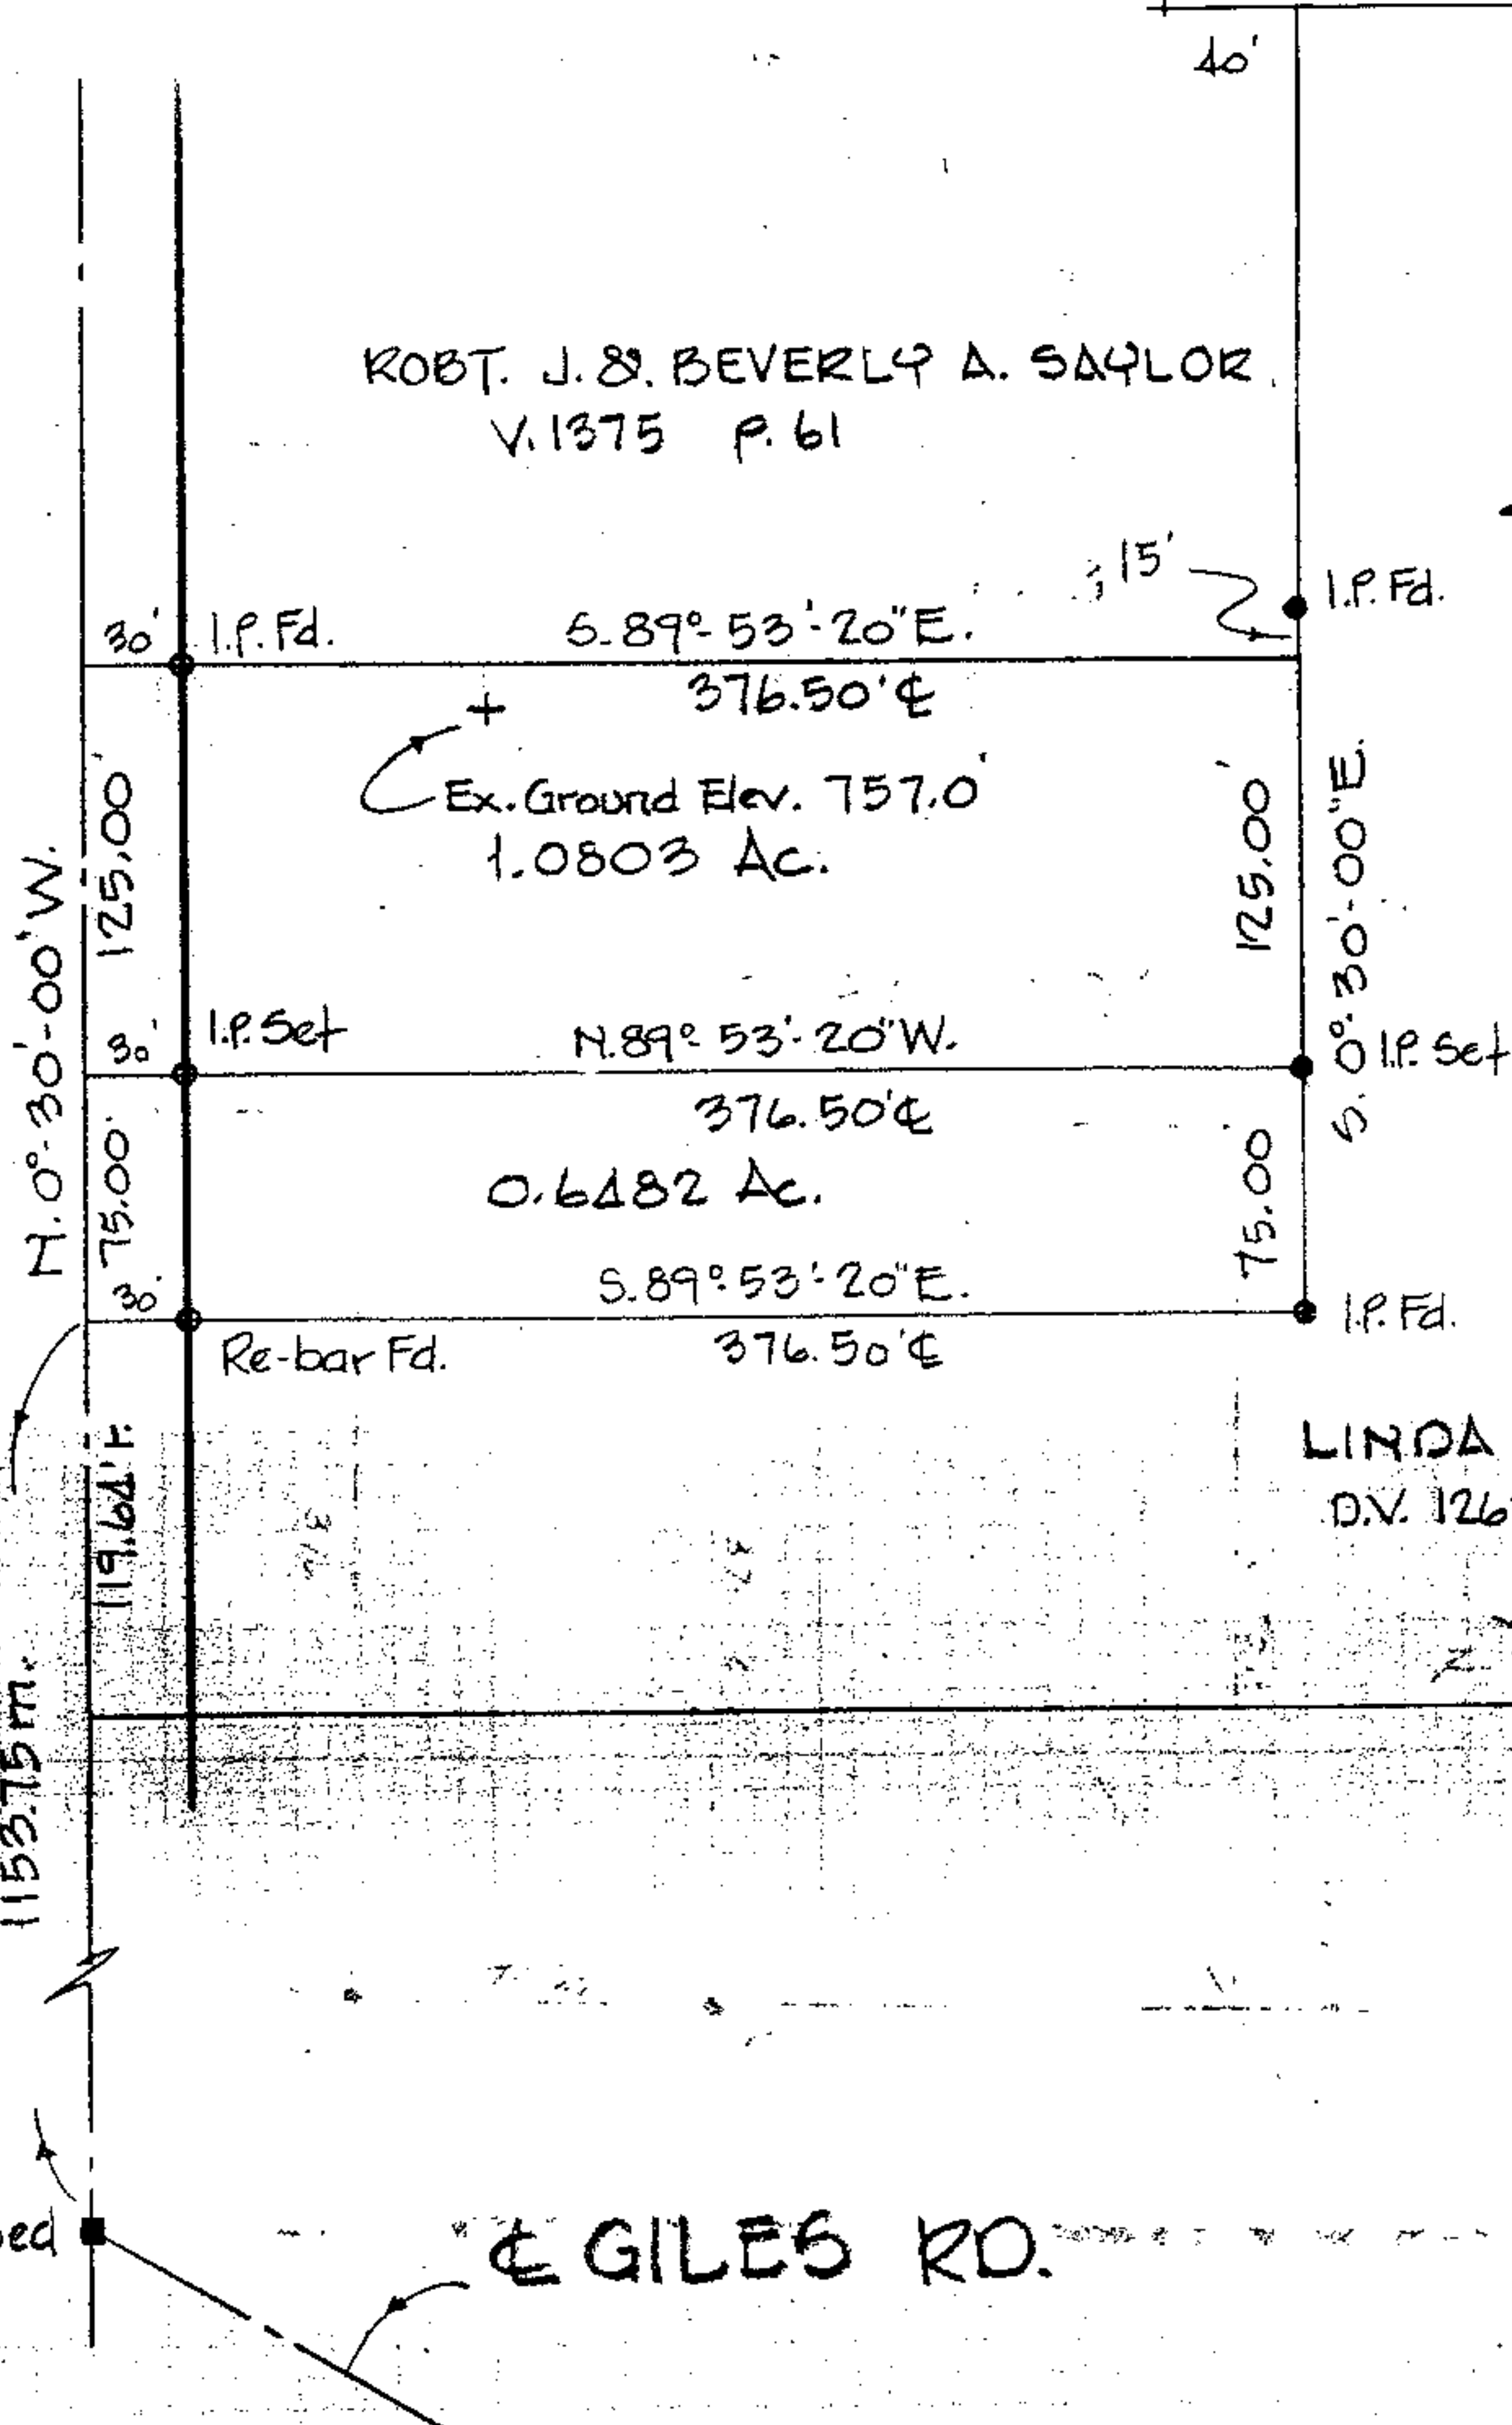 40'
ROBT. J. &. BEVERLY A. SAYLOR
V. 1375 P. 61
15'
I.P. Fd.
30'
I.P. Fd.
S. 89°-53'-20"E.
376.50' ℄
Ex. Ground Elev. 757.0'
1.0803 Ac.
125.00'
125.00'
N. 0°-30'-00" W.
S. 0°-30'-00"E.
30'
I.P. Set
N. 89°-53'-20"W.
376.50' ℄
I.P. Set
75.00'
0.6482 Ac.
75.00
30'
S. 89°-53'-20"E.
376.50' ℄
I.P. Fd.
Re-bar Fd.
119.64' r.
LINDA
D.V. 126
1153.75 m.
℄ GILES RD.